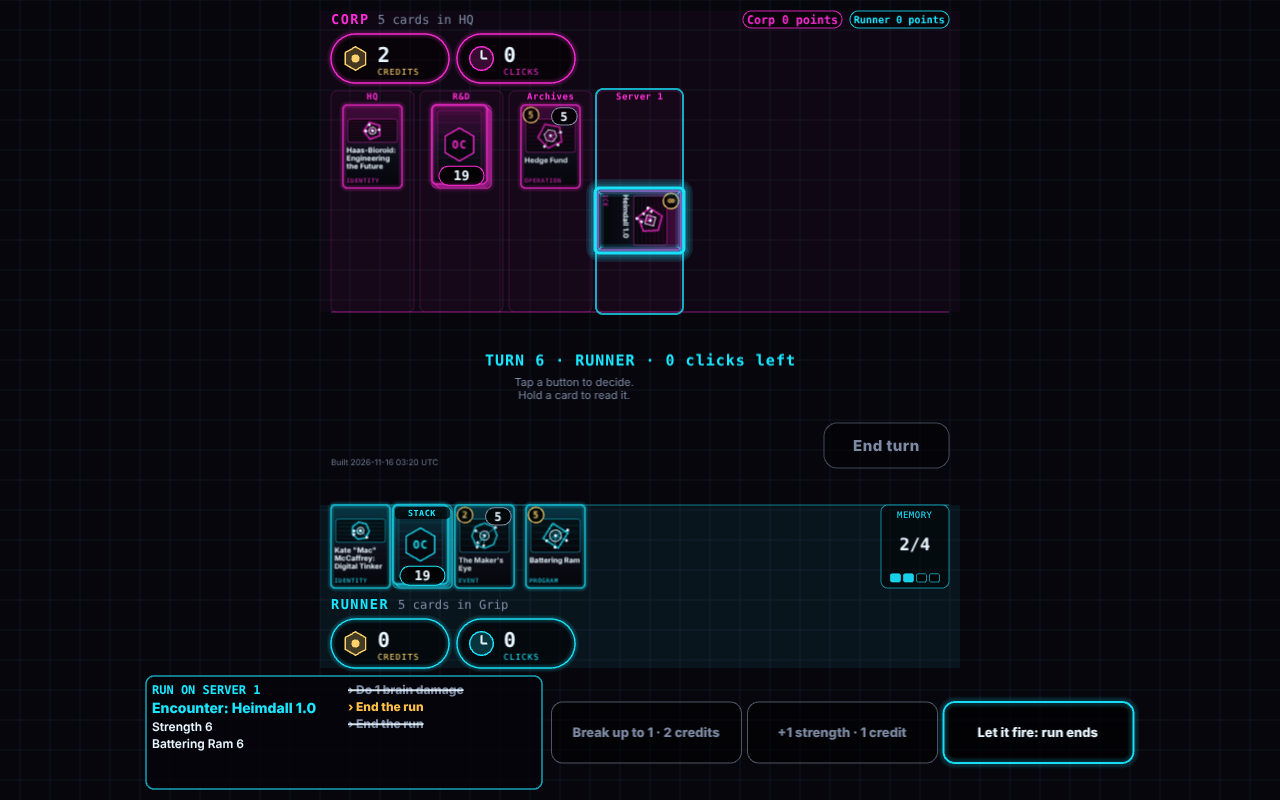 CORP 5 cards in HQ
Corp 0 points
Runner 0 points
2
CREDITS
0
CLICKS
HQ
R&D
Archives
Server 1
Haas-Bioroid:
Engineering
the Future
IDENTITY
OC
19
5
5
Hedge Fund
OPERATION
Heimdall 1.0
ICE
8
TURN 6 · RUNNER · 0 clicks left
Tap a button to decide.
Hold a card to read it.
End turn
Built 2026-11-16 03:20 UTC
Kate "Mac"
McCaffrey:
Digital Tinker
IDENTITY
STACK
OC
19
2
5
The Maker's
Eye
EVENT
5
Battering Ram
PROGRAM
MEMORY
2/4
RUNNER 5 cards in Grip
0
CREDITS
0
CLICKS
RUN ON SERVER 1
Encounter: Heimdall 1.0
Strength 6
Battering Ram 6
› Do 1 brain damage
› End the run
› End the run
Break up to 1 · 2 credits
+1 strength · 1 credit
Let it fire: run ends